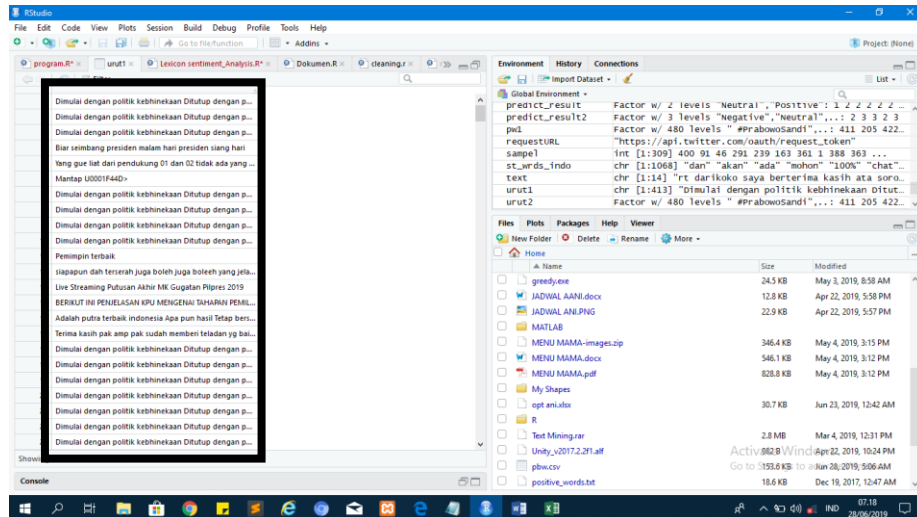 RStudio
File Edit Code View Plots Session Build Debug Profile Tools Help
Go to file/function Addins
Project: (None)
program.R* urut1 Lexicon sentiment_Analysis.R* Dokumen.R cleaning.r
Filter
Dimulai dengan politik kebhinekaan Ditutup dengan p...
Dimulai dengan politik kebhinekaan Ditutup dengan p...
Dimulai dengan politik kebhinekaan Ditutup dengan p...
Biar seimbang presiden malam hari presiden siang hari
Yang gue liat dari pendukung 01 dan 02 tidak ada yang ...
Mantap U0001F44D>
Dimulai dengan politik kebhinekaan Ditutup dengan p...
Dimulai dengan politik kebhinekaan Ditutup dengan p...
Dimulai dengan politik kebhinekaan Ditutup dengan p...
Dimulai dengan politik kebhinekaan Ditutup dengan p...
Pemimpin terbaik
siapapun dah terserah juga boleh juga boleeh yang jela...
Live Streaming Putusan Akhir MK Gugatan Pilpres 2019
BERIKUT INI PENJELASAN KPU MENGENAI TAHAPAN PEMIL...
Adalah putra terbaik indonesia Apa pun hasil Tetap bers...
Terima kasih pak amp pak sudah memberi teladan yg bai...
Dimulai dengan politik kebhinekaan Ditutup dengan p...
Dimulai dengan politik kebhinekaan Ditutup dengan p...
Dimulai dengan politik kebhinekaan Ditutup dengan p...
Dimulai dengan politik kebhinekaan Ditutup dengan p...
Dimulai dengan politik kebhinekaan Ditutup dengan p...
Dimulai dengan politik kebhinekaan Ditutup dengan p...
Dimulai dengan politik kebhinekaan Ditutup dengan p...
Console
Environment History Connections
Import Dataset List
Global Environment
predict_result Factor w/ 2 levels "Neutral","Positive": 1 2 2 2 2 ...
predict_result2 Factor w/ 3 levels "Negative","Neutral",..: 2 3 3 2 3
pw1 Factor w/ 480 levels " #PrabowoSandi",..: 411 205 422...
requestURL "https://api.twitter.com/oauth/request_token"
sampel int [1:309] 400 91 46 291 239 163 361 1 388 363 ...
st_wrds_indo chr [1:1068] "dan" "akan" "ada" "mohon" "100%" "chat"...
text chr [1:14] "rt darikoko saya berterima kasih ata soro...
urut1 chr [1:413] "Dimulai dengan politik kebhinekaan Ditut...
urut2 Factor w/ 480 levels " #PrabowoSandi",..: 411 205 422...
Files Plots Packages Help Viewer
New Folder Delete Rename More
Home
Name Size Modified
greedy.exe 24.5 KB May 3, 2019, 8:58 AM
JADWAL AANI.docx 12.8 KB Apr 22, 2019, 5:58 PM
JADWAL ANI.PNG 22.9 KB Apr 22, 2019, 5:57 PM
MATLAB
MENU MAMA-images.zip 346.4 KB May 4, 2019, 3:15 PM
MENU MAMA.docx 546.1 KB May 4, 2019, 3:12 PM
MENU MAMA.pdf 828.8 KB May 4, 2019, 3:12 PM
My Shapes
opt ani.xlsx 30.7 KB Jun 23, 2019, 12:42 AM
R
Text Mining.rar 2.8 MB Mar 4, 2019, 12:31 PM
Unity_v2017.2.2f1.alf 982 B Apr 22, 2019, 10:24 PM
pbw.csv 153.6 KB Jun 28, 2019, 5:06 AM
positive_words.txt 18.6 KB Dec 19, 2017, 12:47 AM
IND
07.18
28/06/2019